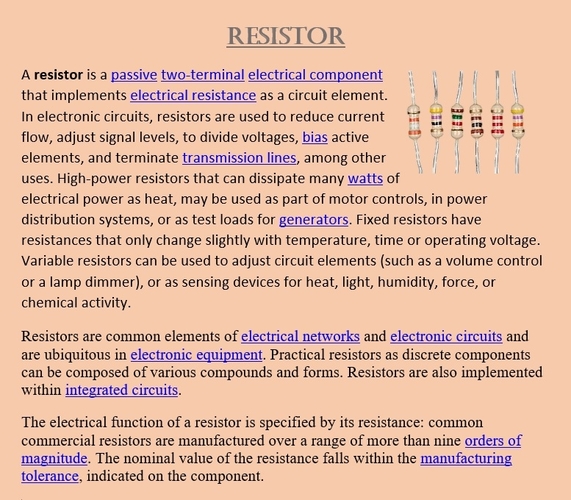 RESISTOR
A resistor is a passive two-terminal electrical component
that implements electrical resistance as a circuit element.
In electronic circuits, resistors are used to reduce current
flow, adjust signal levels, to divide voltages, bias active
elements, and terminate transmission lines, among other
uses. High-power resistors that can dissipate many watts of
electrical power as heat, may be used as part of motor controls, in power
distribution systems, or as test loads for generators. Fixed resistors have
resistances that only change slightly with temperature, time or operating voltage.
Variable resistors can be used to adjust circuit elements (such as a volume control
or a lamp dimmer), or as sensing devices for heat, light, humidity, force, or
chemical activity.
Resistors are common elements of electrical networks and electronic circuits and
are ubiquitous in electronic equipment. Practical resistors as discrete components
can be composed of various compounds and forms. Resistors are also implemented
within integrated circuits.
The electrical function of a resistor is specified by its resistance: common
commercial resistors are manufactured over a range of more than nine orders of
magnitude. The nominal value of the resistance falls within the manufacturing
tolerance, indicated on the component.